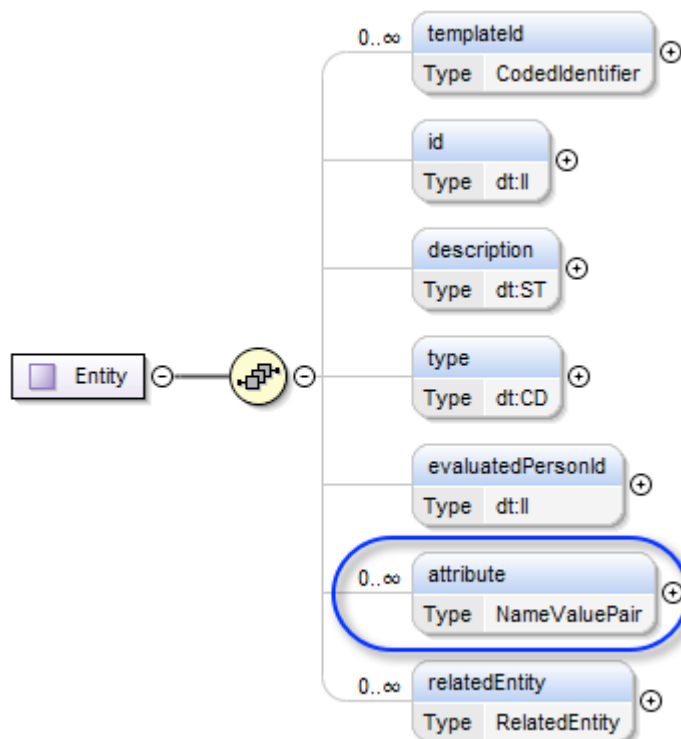 0..∞ templateId
Type CodedIdentifier
id
Type dt:II
description
Type dt:ST
type
Type dt:CD
Entity
evaluatedPersonId
Type dt:II
0..∞ attribute
Type NameValuePair
0..∞ relatedEntity
Type RelatedEntity